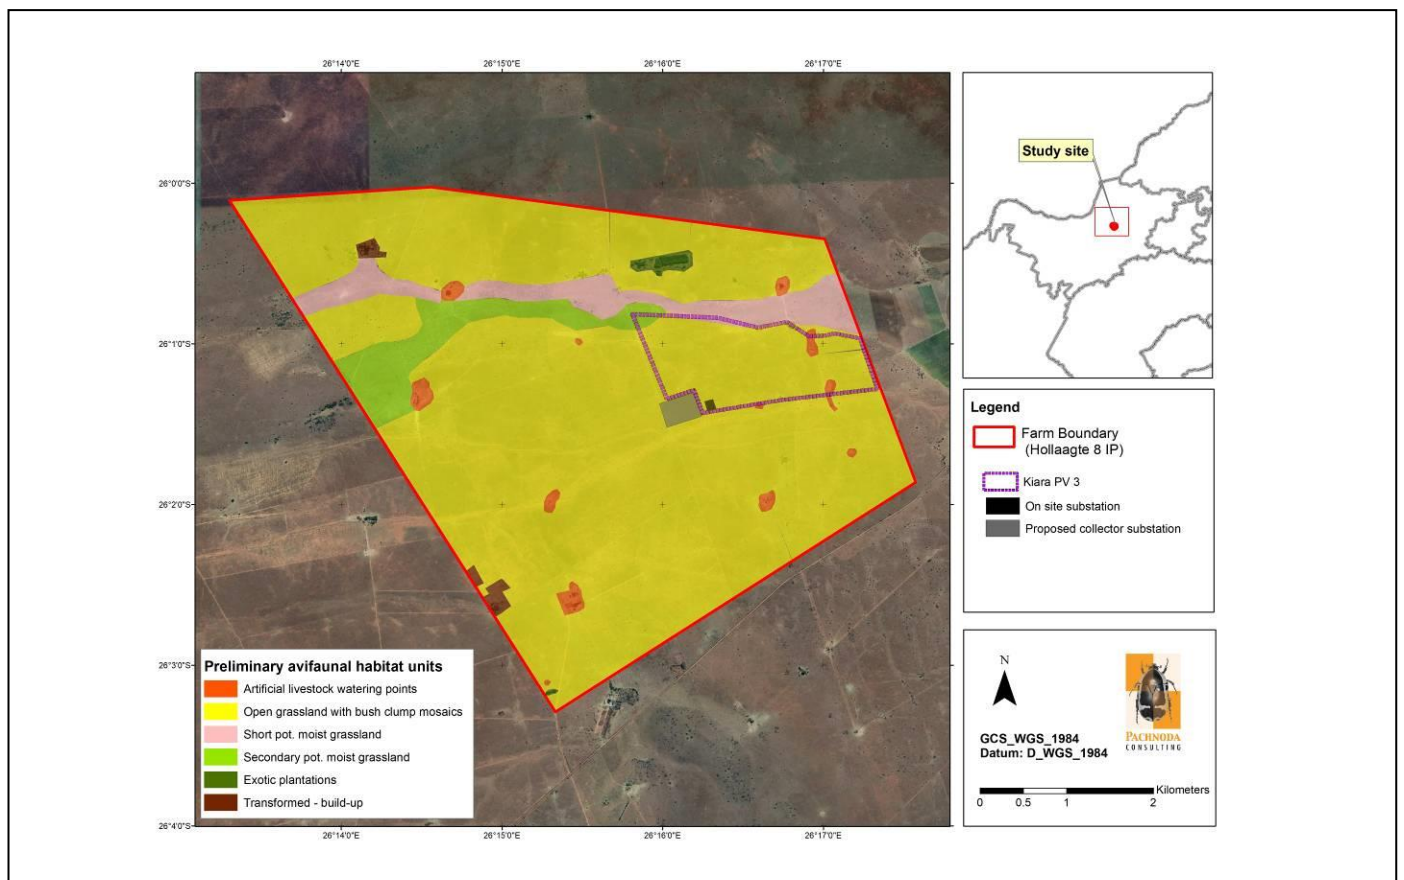 26°14'0"E 26°15'0"E 26°16'0"E 26°17'0"E
26°0'0"S
26°1'0"S
26°2'0"S
26°3'0"S
26°4'0"S
Preliminary avifaunal habitat units
Artificial livestock watering points
Open grassland with bush clump mosaics
Short pot. moist grassland
Secondary pot. moist grassland
Exotic plantations
Transformed - build-up
26°14'0"E 26°15'0"E 26°16'0"E 26°17'0"E
Study site
Legend
Farm Boundary
(Hollaagte 8 IP)
Kiara PV 3
On site substation
Proposed collector substation
N
GCS_WGS_1984
Datum: D_WGS_1984
PACHNODA
CONSULTING
Kilometers
0 0.5 1 2